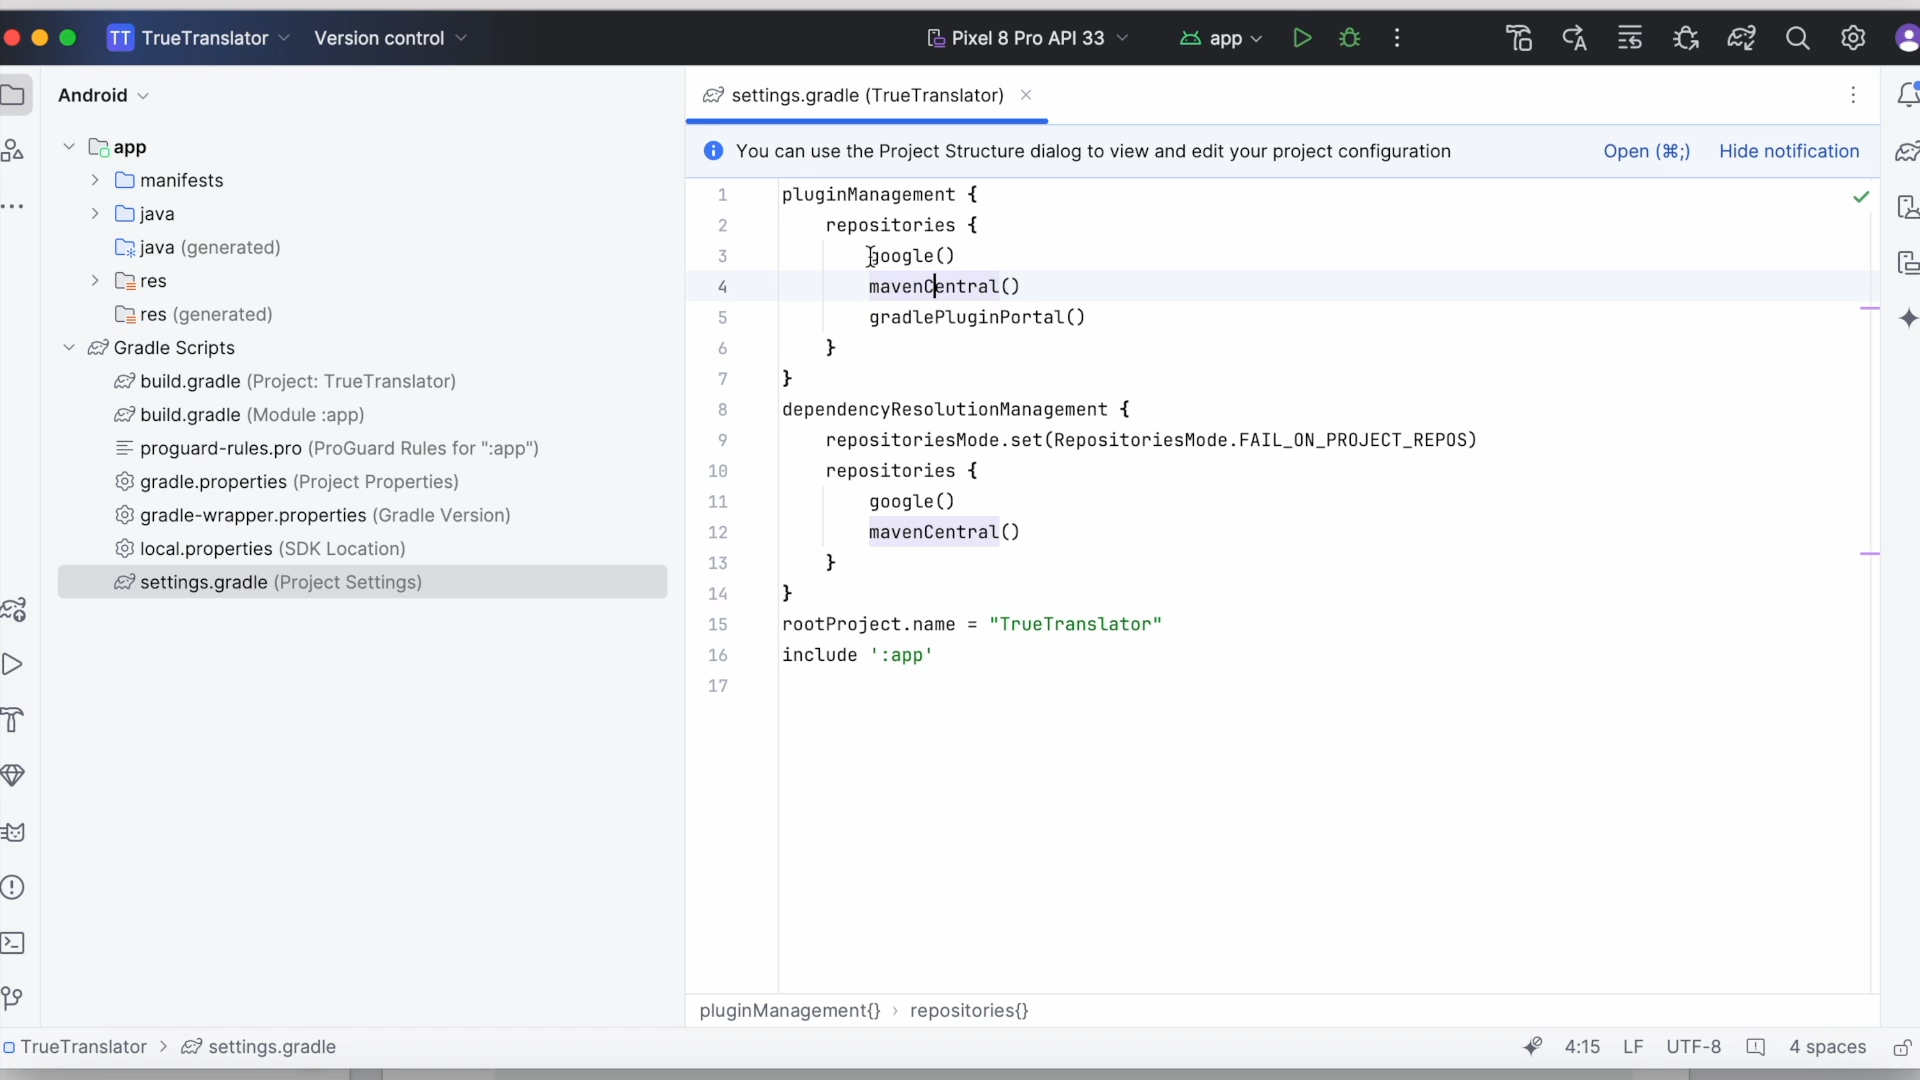 TT TrueTranslator Version control Pixel 8 Pro API 33 app
Android
settings.gradle (TrueTranslator)
You can use the Project Structure dialog to view and edit your project configuration Open (⌘;) Hide notification
app
manifests
java
java (generated)
res
res (generated)
Gradle Scripts
build.gradle (Project: TrueTranslator)
build.gradle (Module :app)
proguard-rules.pro (ProGuard Rules for ":app")
gradle.properties (Project Properties)
gradle-wrapper.properties (Gradle Version)
local.properties (SDK Location)
settings.gradle (Project Settings)
1 pluginManagement {
2     repositories {
3         google()
4         mavenCentral()
5         gradlePluginPortal()
6     }
7 }
8 dependencyResolutionManagement {
9     repositoriesMode.set(RepositoriesMode.FAIL_ON_PROJECT_REPOS)
10     repositories {
11         google()
12         mavenCentral()
13     }
14 }
15 rootProject.name = "TrueTranslator"
16 include ':app'
17
pluginManagement{} › repositories{}
TrueTranslator > settings.gradle 4:15 LF UTF-8 4 spaces